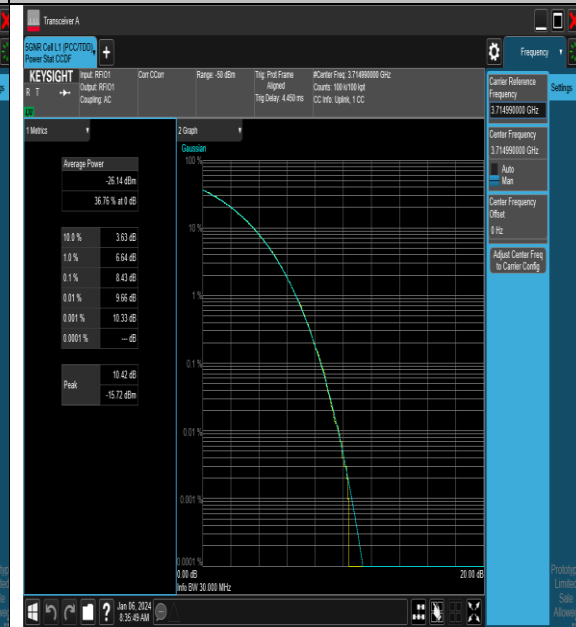 Transceiver A
5GNR Cell L1 (PCC/TDD),
Power Stat CCDF
Frequency
KEYSIGHT
R T
Input: RFIO1
Output: RFIO1
Coupling: AC
Corr CCorr
Range: -50 dBm
Trig: Prot Frame
Aligned
Trig Delay: 4.450 ms
#Center Freq: 3.714990000 GHz
Counts: 100 k/100 kpt
CC Info: Uplink, 1 CC
1 Metrics
Average Power
-26.14 dBm
36.76 % at 0 dB
10.0 % 3.63 dB
1.0 % 6.64 dB
0.1 % 8.43 dB
0.01 % 9.66 dB
0.001 % 10.33 dB
0.0001 % --- dB
Peak
10.42 dB
-15.72 dBm
2 Graph
Gaussian
100 %
10 %
1 %
0.1 %
0.01 %
0.001 %
0.0001 %
0.00 dB
20.00 dB
Info BW 30.000 MHz
Carrier Reference
Frequency
3.714990000 GHz
Center Frequency
3.714990000 GHz
Auto
Man
Center Frequency
Offset
0 Hz
Adjust Center Freq
to Carrier Config
Settings
Jan 06, 2024
8:35:49 AM
Limited
Sale